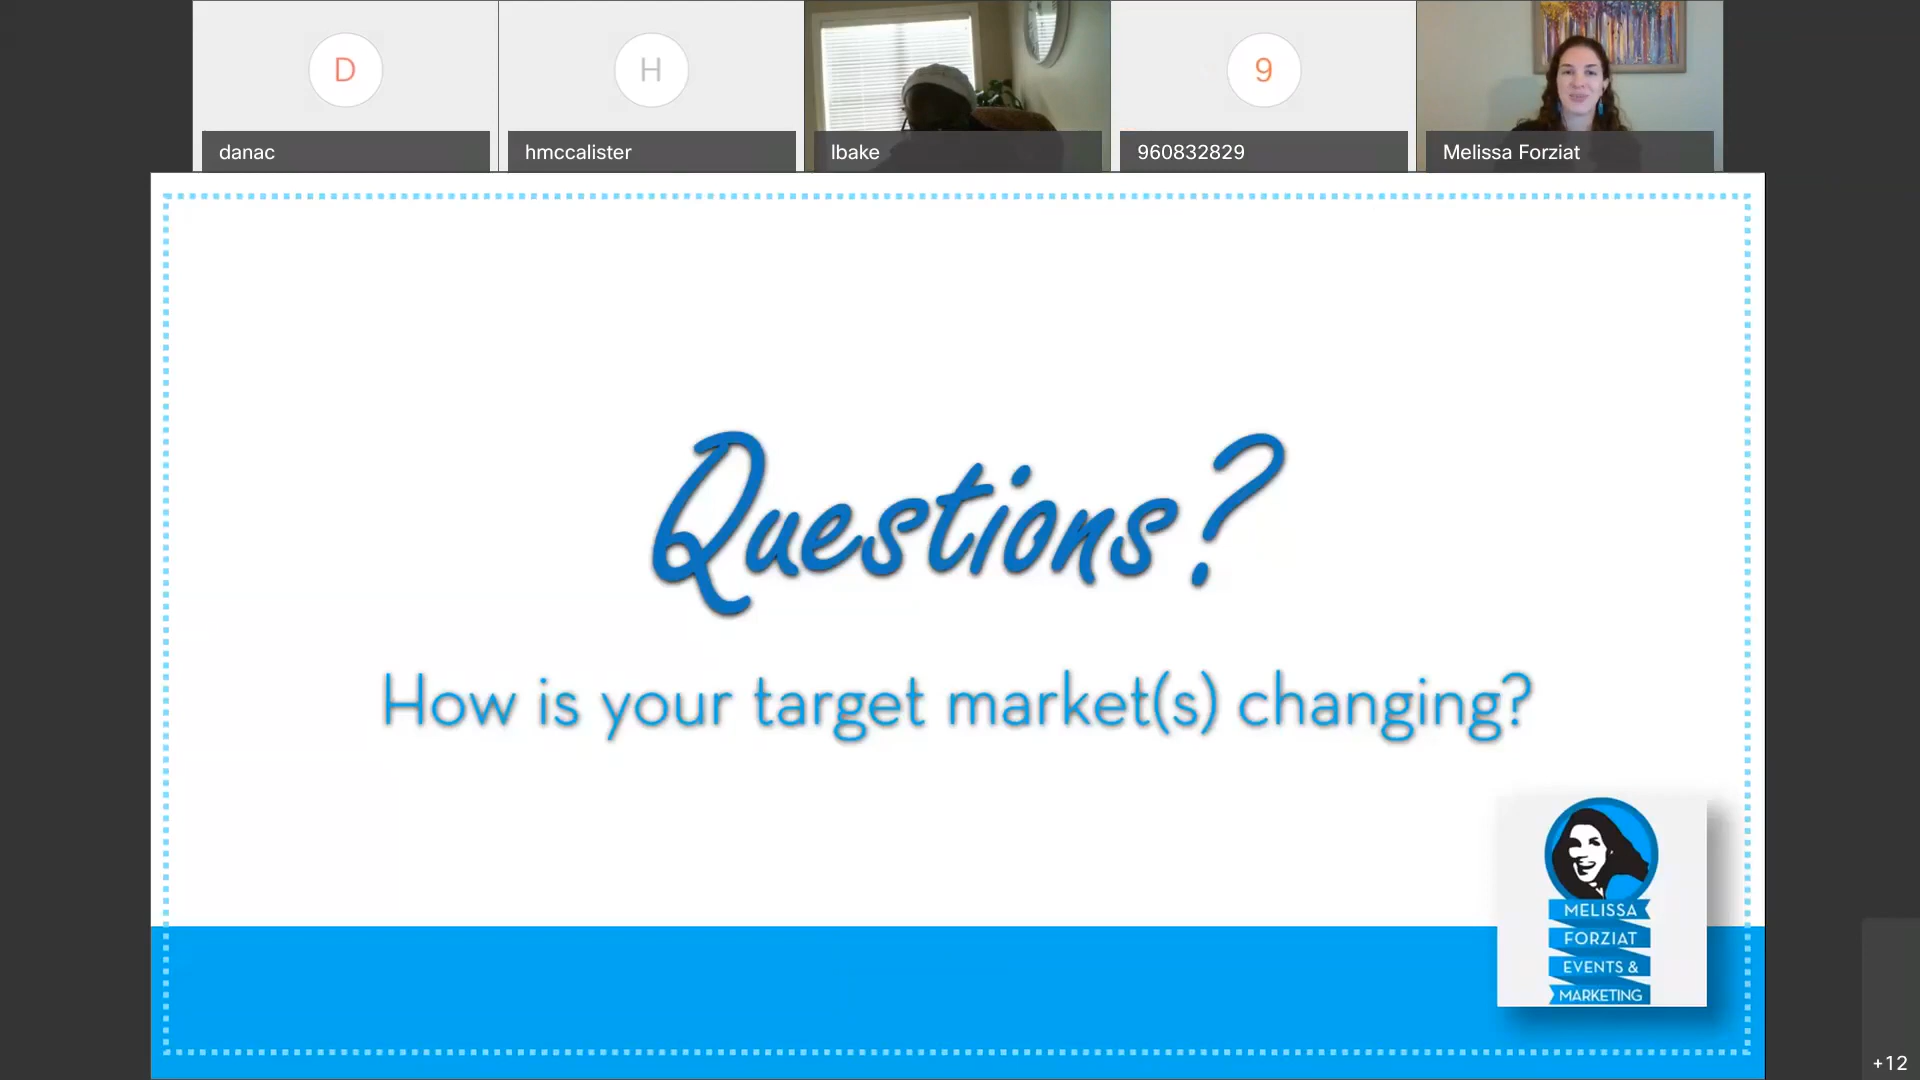 D
H
9
danac
hmccalister
lbake
960832829
Melissa Forziat
Questions?
How is your target market(s) changing?
MELISSA
FORZIAT
EVENTS &
MARKETING
+12